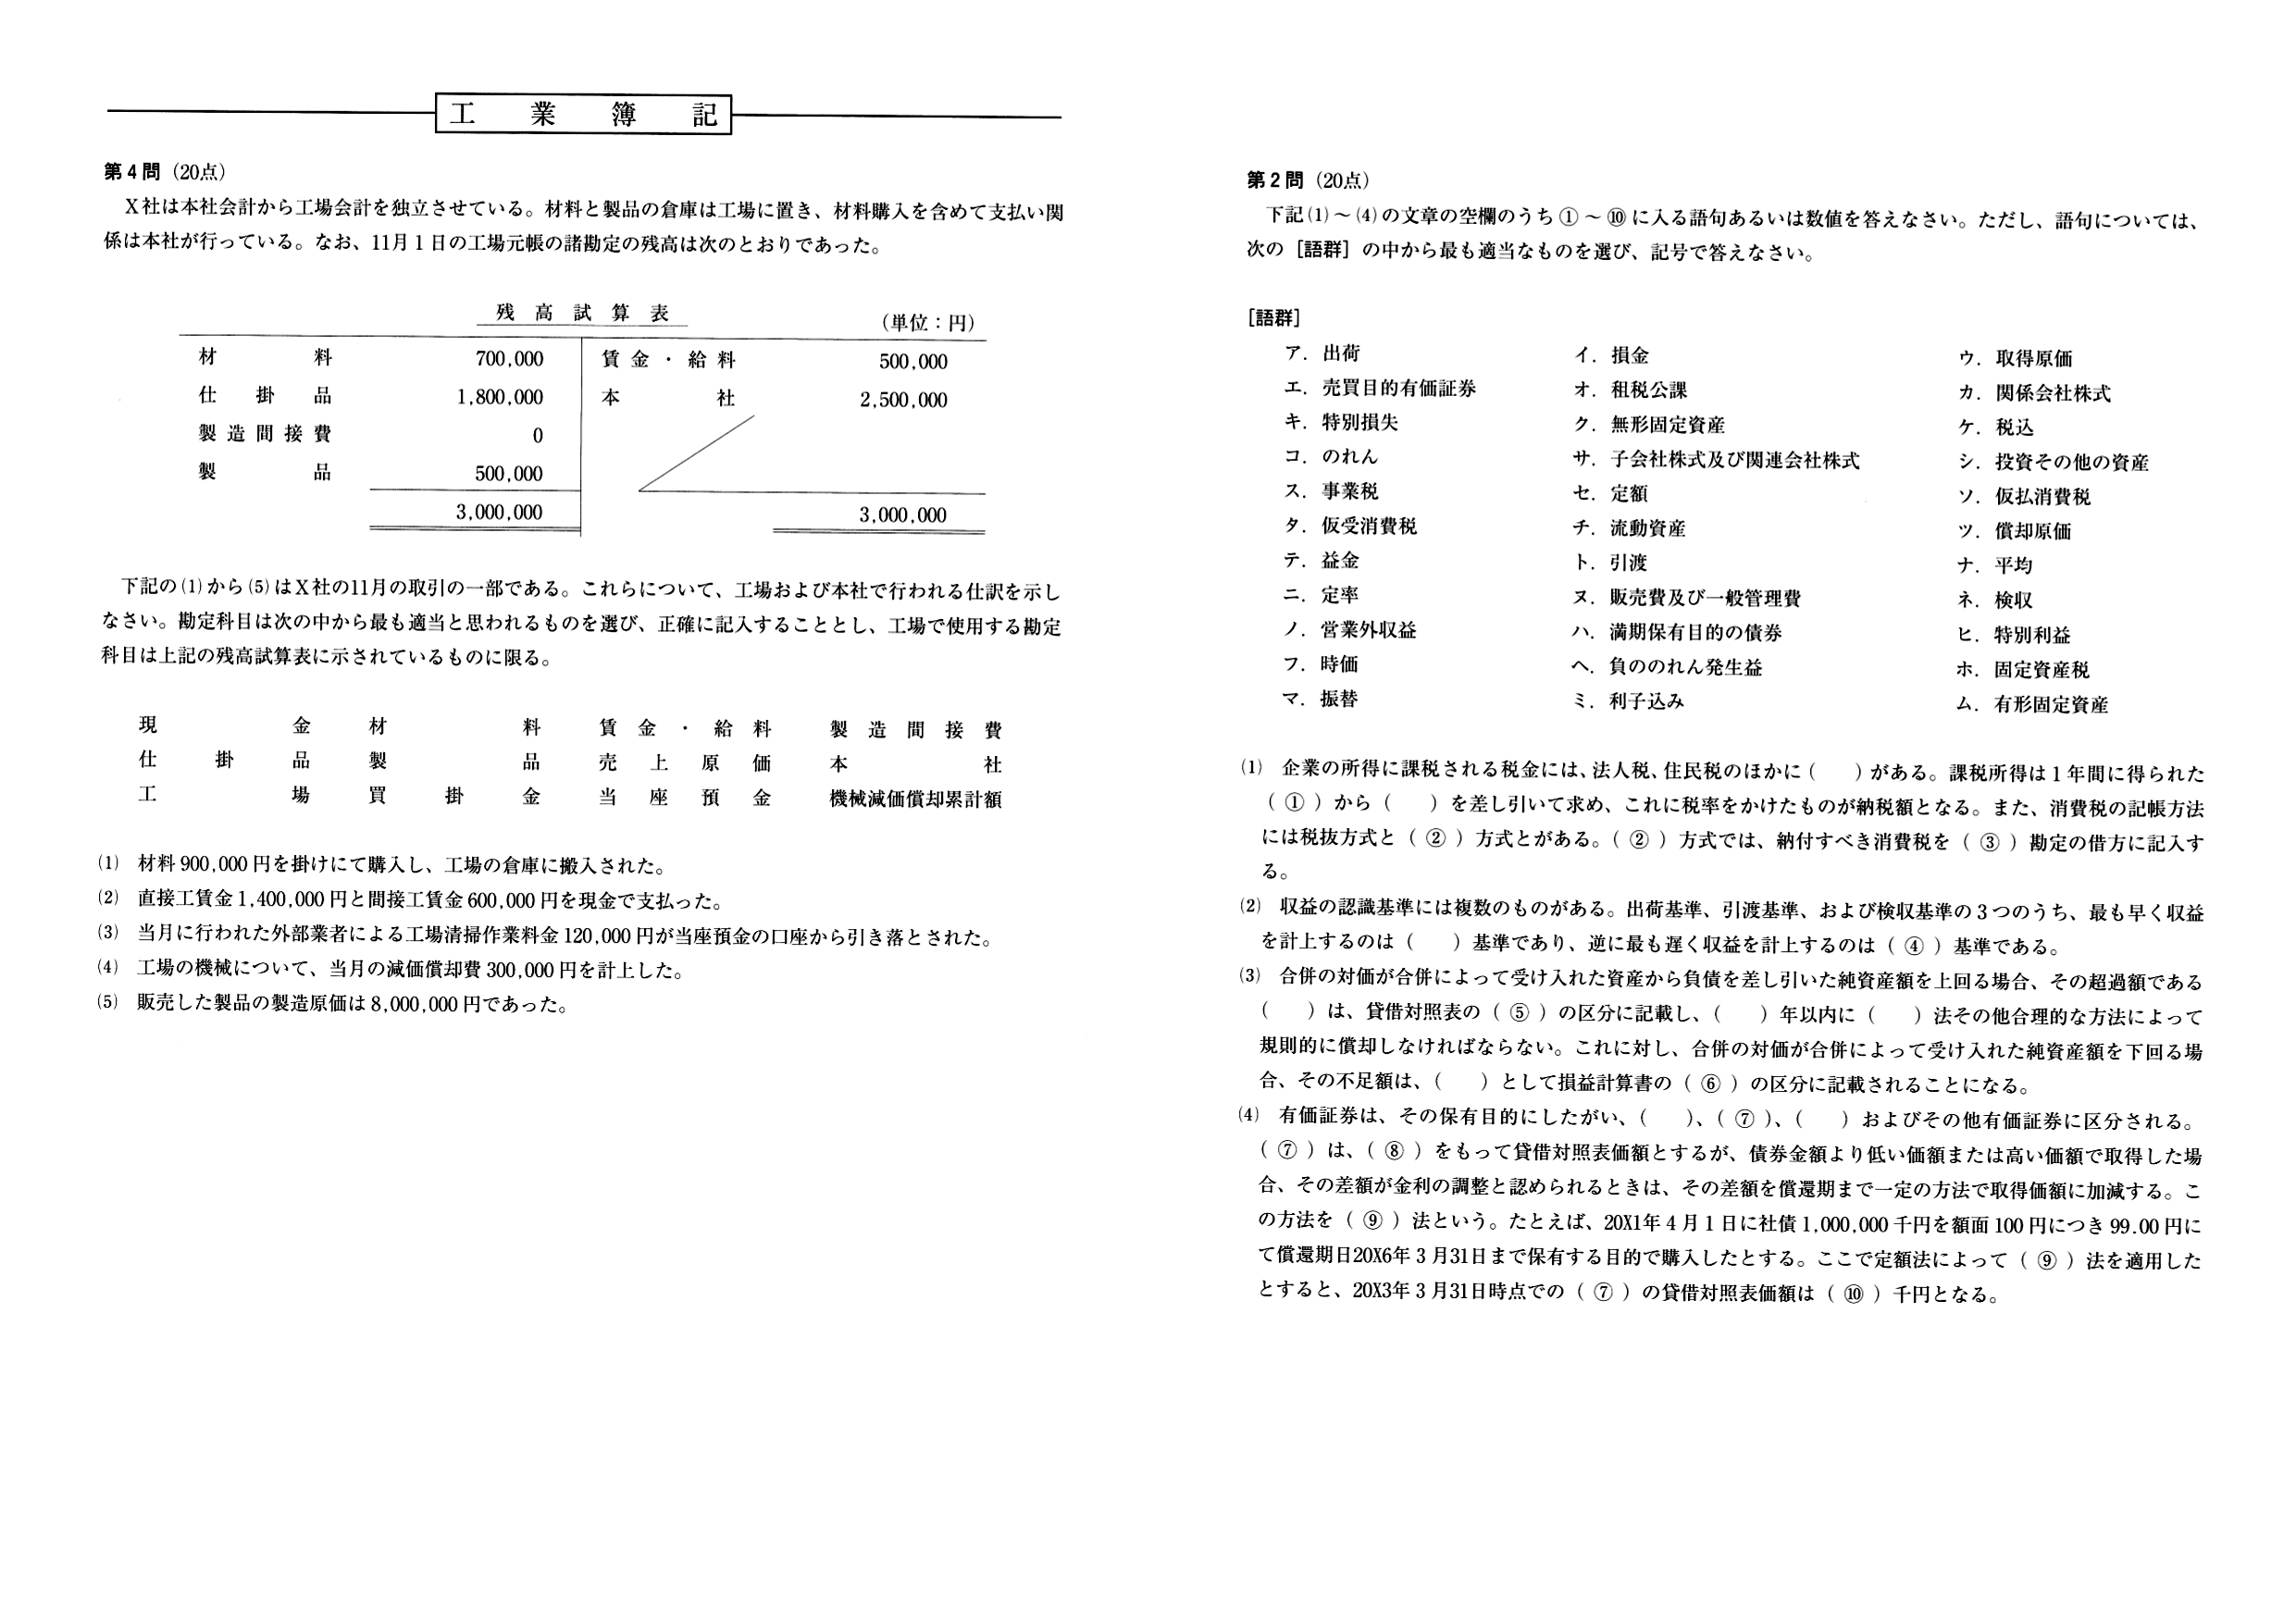 工業簿記
第4問（20点）
X社は本社会計から工場会計を独立させている。材料と製品の倉庫は工場に置き、材料購入を含めて支払い関
係は本社が行っている。なお、11月1日の工場元帳の諸勘定の残高は次のとおりであった。
残高試算表
（単位：円）
材料 700,000 賃金・給料 500,000
仕掛品 1,800,000 本社 2,500,000
製造間接費 0
製品 500,000
3,000,000 3,000,000
下記の(1)から(5)はX社の11月の取引の一部である。これらについて、工場および本社で行われる仕訳を示し
なさい。勘定科目は次の中から最も適当と思われるものを選び、正確に記入することとし、工場で使用する勘定
科目は上記の残高試算表に示されているものに限る。
現金 材料 賃金・給料 製造間接費
仕掛品 製品 売上原価 本社
工場 買掛金 当座預金 機械減価償却累計額
(1) 材料900,000円を掛けにて購入し、工場の倉庫に搬入された。
(2) 直接工賃金1,400,000円と間接工賃金600,000円を現金で支払った。
(3) 当月に行われた外部業者による工場清掃作業料金120,000円が当座預金の口座から引き落とされた。
(4) 工場の機械について、当月の減価償却費300,000円を計上した。
(5) 販売した製品の製造原価は8,000,000円であった。
第2問（20点）
下記(1)～(4)の文章の空欄のうち①～⑩に入る語句あるいは数値を答えなさい。ただし、語句については、
次の［語群］の中から最も適当なものを選び、記号で答えなさい。
［語群］
ア．出荷 イ．損金 ウ．取得原価
エ．売買目的有価証券 オ．租税公課 カ．関係会社株式
キ．特別損失 ク．無形固定資産 ケ．税込
コ．のれん サ．子会社株式及び関連会社株式 シ．投資その他の資産
ス．事業税 セ．定額 ソ．仮払消費税
タ．仮受消費税 チ．流動資産 ツ．償却原価
テ．益金 ト．引渡 ナ．平均
ニ．定率 ヌ．販売費及び一般管理費 ネ．検収
ノ．営業外収益 ハ．満期保有目的の債券 ヒ．特別利益
フ．時価 ヘ．負ののれん発生益 ホ．固定資産税
マ．振替 ミ．利子込み ム．有形固定資産
(1) 企業の所得に課税される税金には、法人税、住民税のほかに（　　）がある。課税所得は1年間に得られた
（①）から（　　）を差し引いて求め、これに税率をかけたものが納税額となる。また、消費税の記帳方法
には税抜方式と（②）方式とがある。（②）方式では、納付すべき消費税を（③）勘定の借方に記入す
る。
(2) 収益の認識基準には複数のものがある。出荷基準、引渡基準、および検収基準の3つのうち、最も早く収益
を計上するのは（　　）基準であり、逆に最も遅く収益を計上するのは（④）基準である。
(3) 合併の対価が合併によって受け入れた資産から負債を差し引いた純資産額を上回る場合、その超過額である
（　　）は、貸借対照表の（⑤）の区分に記載し、（　　）年以内に（　　）法その他合理的な方法によって
規則的に償却しなければならない。これに対し、合併の対価が合併によって受け入れた純資産額を下回る場
合、その不足額は、（　　）として損益計算書の（⑥）の区分に記載されることになる。
(4) 有価証券は、その保有目的にしたがい、（　　）、（⑦）、（　　）およびその他有価証券に区分される。
（⑦）は、（⑧）をもって貸借対照表価額とするが、債券金額より低い価額または高い価額で取得した場
合、その差額が金利の調整と認められるときは、その差額を償還期まで一定の方法で取得価額に加減する。こ
の方法を（⑨）法という。たとえば、20X1年4月1日に社債1,000,000千円を額面100円につき99.00円に
て償還期日20X6年3月31日まで保有する目的で購入したとする。ここで定額法によって（⑨）法を適用した
とすると、20X3年3月31日時点での（⑦）の貸借対照表価額は（⑩）千円となる。